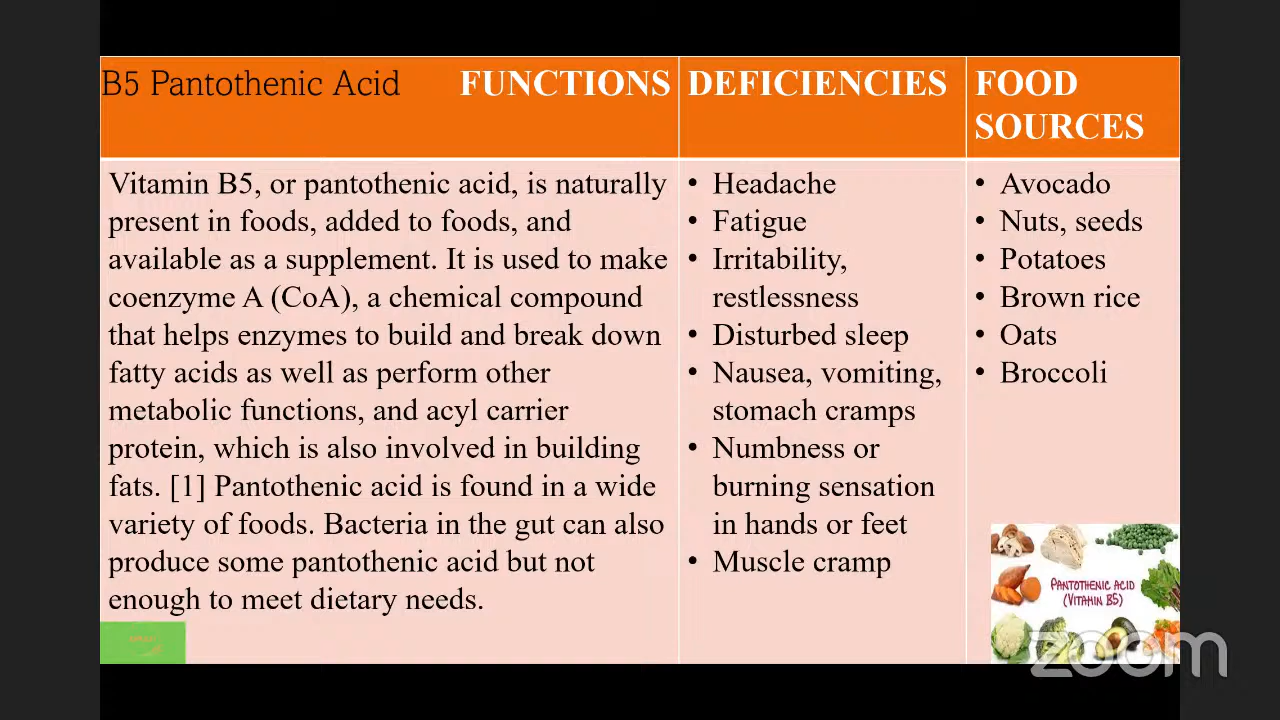 B5 Pantothenic Acid FUNCTIONS
DEFICIENCIES
FOOD
SOURCES
Vitamin B5, or pantothenic acid, is naturally
present in foods, added to foods, and
available as a supplement. It is used to make
coenzyme A (CoA), a chemical compound
that helps enzymes to build and break down
fatty acids as well as perform other
metabolic functions, and acyl carrier
protein, which is also involved in building
fats. [1] Pantothenic acid is found in a wide
variety of foods. Bacteria in the gut can also
produce some pantothenic acid but not
enough to meet dietary needs.
• Headache
• Fatigue
• Irritability,
restlessness
• Disturbed sleep
• Nausea, vomiting,
stomach cramps
• Numbness or
burning sensation
in hands or feet
• Muscle cramp
• Avocado
• Nuts, seeds
• Potatoes
• Brown rice
• Oats
• Broccoli
PANTOTHENIC ACID
(VITAMIN B5)
zoom